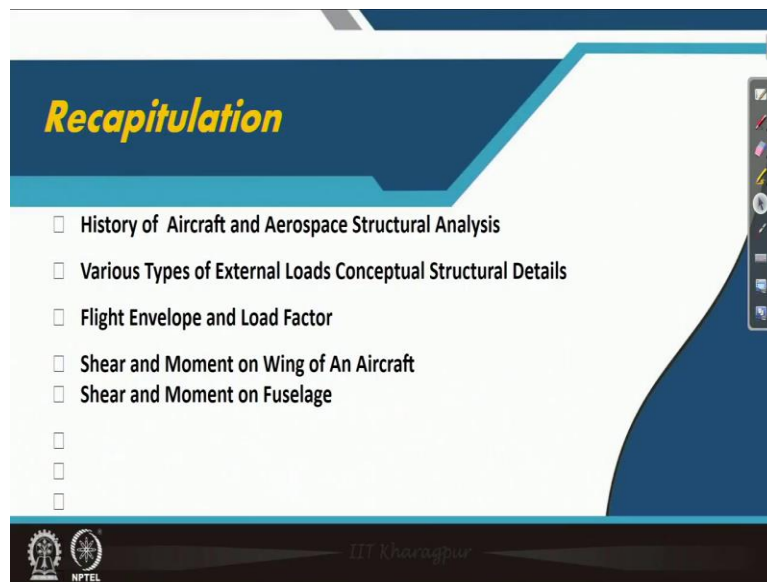 Recapitulation
History of Aircraft and Aerospace Structural Analysis
Various Types of External Loads Conceptual Structural Details
Flight Envelope and Load Factor
Shear and Moment on Wing of An Aircraft
Shear and Moment on Fuselage
IIT Kharagpur
NPTEL